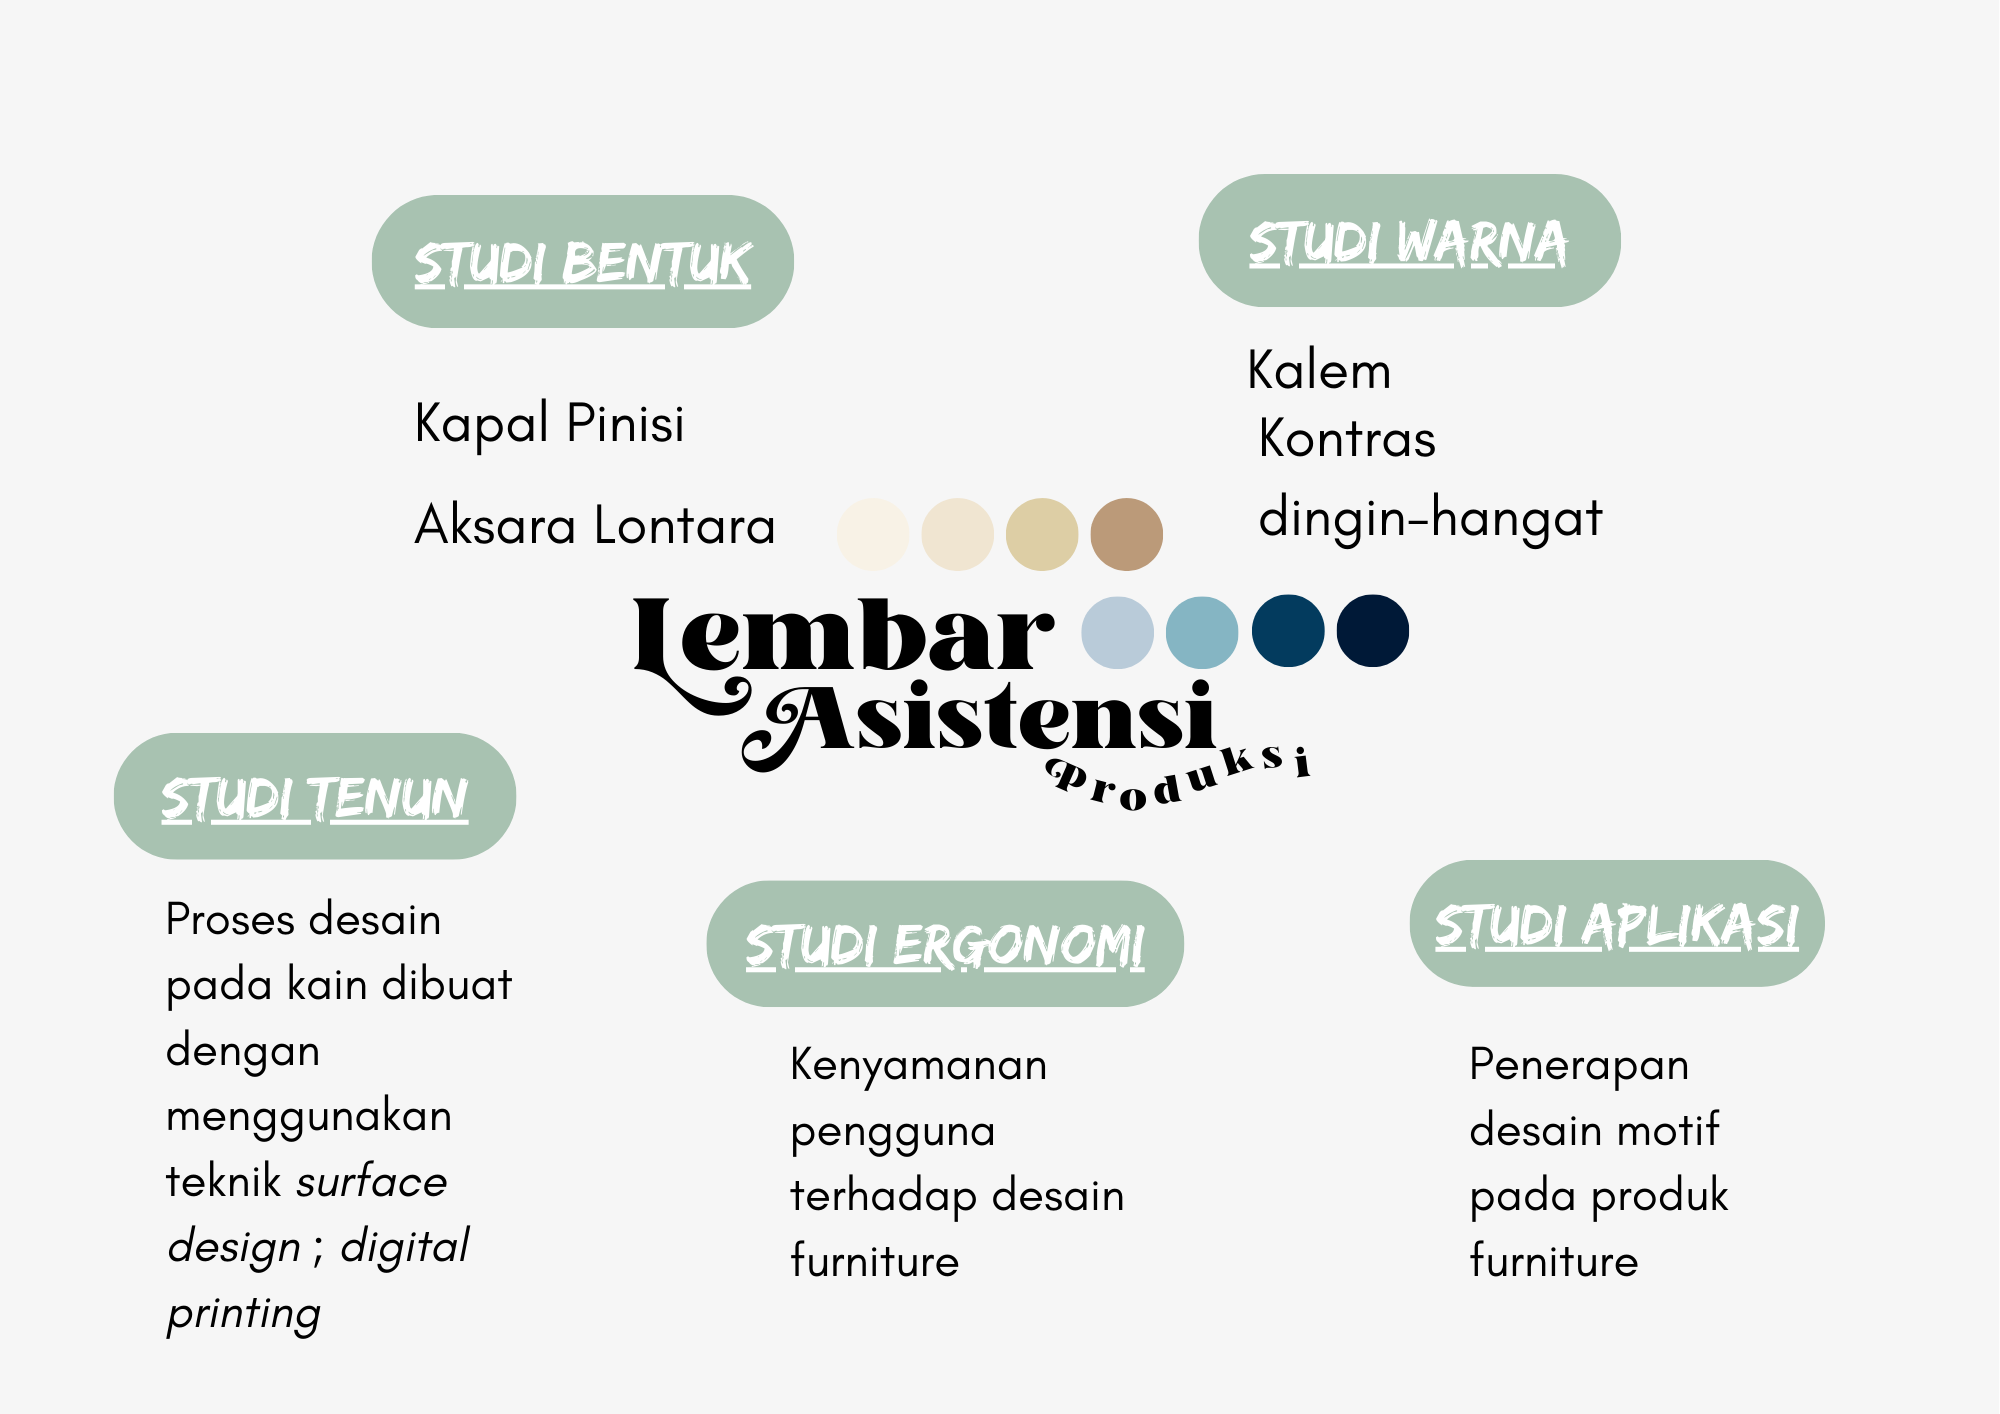 STUDI BENTUK
Kapal Pinisi
Aksara Lontara
STUDI WARNA
Kalem
Kontras
dingin-hangat
Lembar
Asistensi
Produksi
STUDI TENUN
Proses desain
pada kain dibuat
dengan
menggunakan
teknik surface
design ; digital
printing
STUDI ERGONOMI
Kenyamanan
pengguna
terhadap desain
furniture
STUDI APLIKASI
Penerapan
desain motif
pada produk
furniture